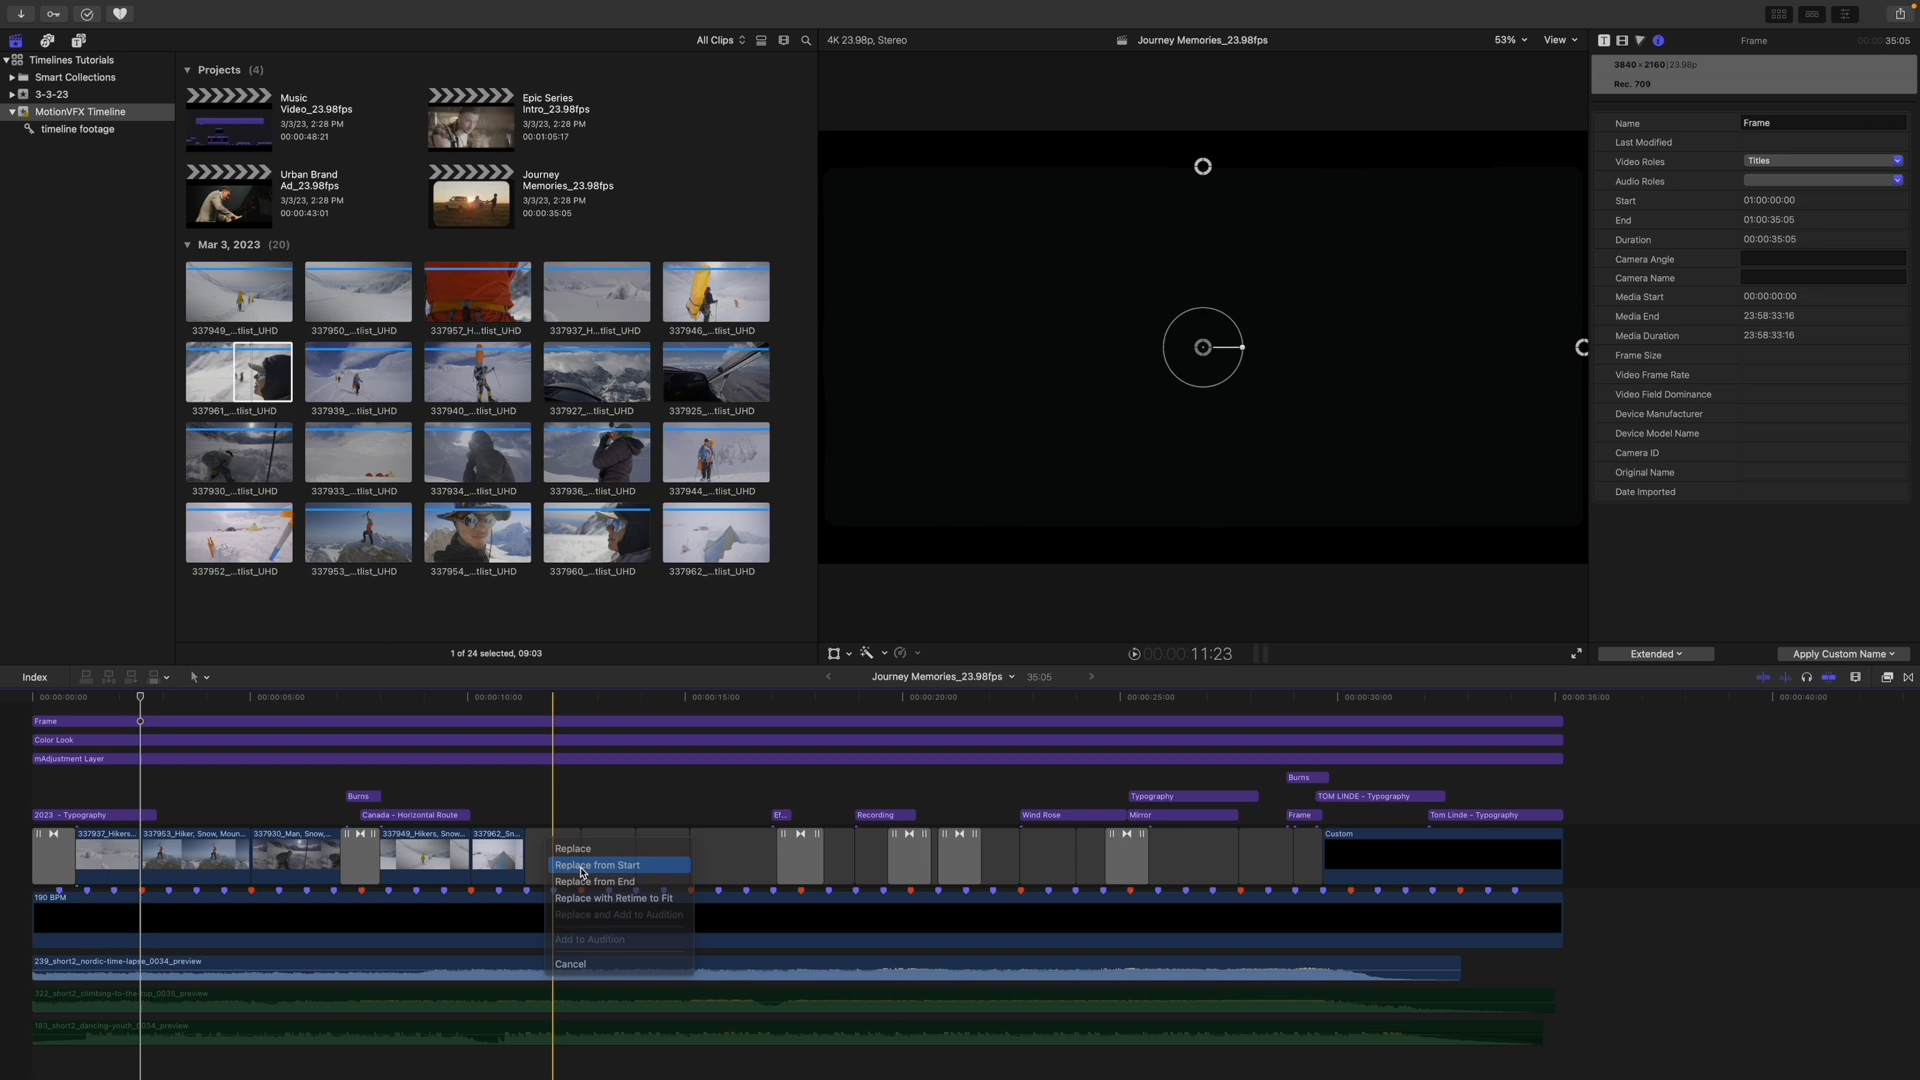 All Clips
4K 23.98p, Stereo
Journey Memories_23.98fps
53%
View
Frame
00:00:35:05
Timelines Tutorials
Smart Collections
3-3-23
MotionVFX Timeline
timeline footage
Projects (4)
Music
Video_23.98fps
3/3/23, 2:28 PM
00:00:48:21
Epic Series
Intro_23.98fps
3/3/23, 2:28 PM
00:01:05:17
Urban Brand
Ad_23.98fps
3/3/23, 2:28 PM
00:00:43:01
Journey
Memories_23.98fps
3/3/23, 2:28 PM
00:00:35:05
Mar 3, 2023 (20)
337949_...tlist_UHD
337950_...tlist_UHD
337957_H...tlist_UHD
337937_H...tlist_UHD
337946_...tlist_UHD
337961_...tlist_UHD
337939_...tlist_UHD
337940_...tlist_UHD
337927_...tlist_UHD
337925_...tlist_UHD
337930_...tlist_UHD
337933_...tlist_UHD
337934_...tlist_UHD
337936_...tlist_UHD
337944_...tlist_UHD
337952_...tlist_UHD
337953_...tlist_UHD
337954_...tlist_UHD
337960_...tlist_UHD
337962_...tlist_UHD
1 of 24 selected, 09:03
00:00:11:23
3840 × 2160 | 23.98p
Rec. 709
Name Frame
Last Modified
Video Roles Titles
Audio Roles
Start 01:00:00:00
End 01:00:35:05
Duration 00:00:35:05
Camera Angle
Camera Name
Media Start 00:00:00:00
Media End 23:58:33:16
Media Duration 23:58:33:16
Frame Size
Video Frame Rate
Video Field Dominance
Device Manufacturer
Device Model Name
Camera ID
Original Name
Date Imported
Extended
Apply Custom Name
Index
Journey Memories_23.98fps
35:05
00:00:00:00
00:00:05:00
00:00:10:00
00:00:15:00
00:00:20:00
00:00:25:00
00:00:30:00
00:00:35:00
00:00:40:00
Frame
Color Look
mAdjustment Layer
Burns
Burns
Typography
TOM LINDE - Typography
2023 - Typography
Canada - Horizontal Route
Ef...
Recording
Wind Rose
Mirror
Frame
Tom Linde - Typography
337937_Hikers...
337953_Hiker, Snow, Moun...
337930_Man, Snow,...
337949_Hikers, Snow...
337962_Sn...
Custom
Replace
Replace from Start
Replace from End
Replace with Retime to Fit
Replace and Add to Audition
Add to Audition
Cancel
190 BPM
239_short2_nordic-time-lapse_0034_preview
322_short2_climbing-to-the-top_0035_preview
183_short2_dancing-youth_0034_preview